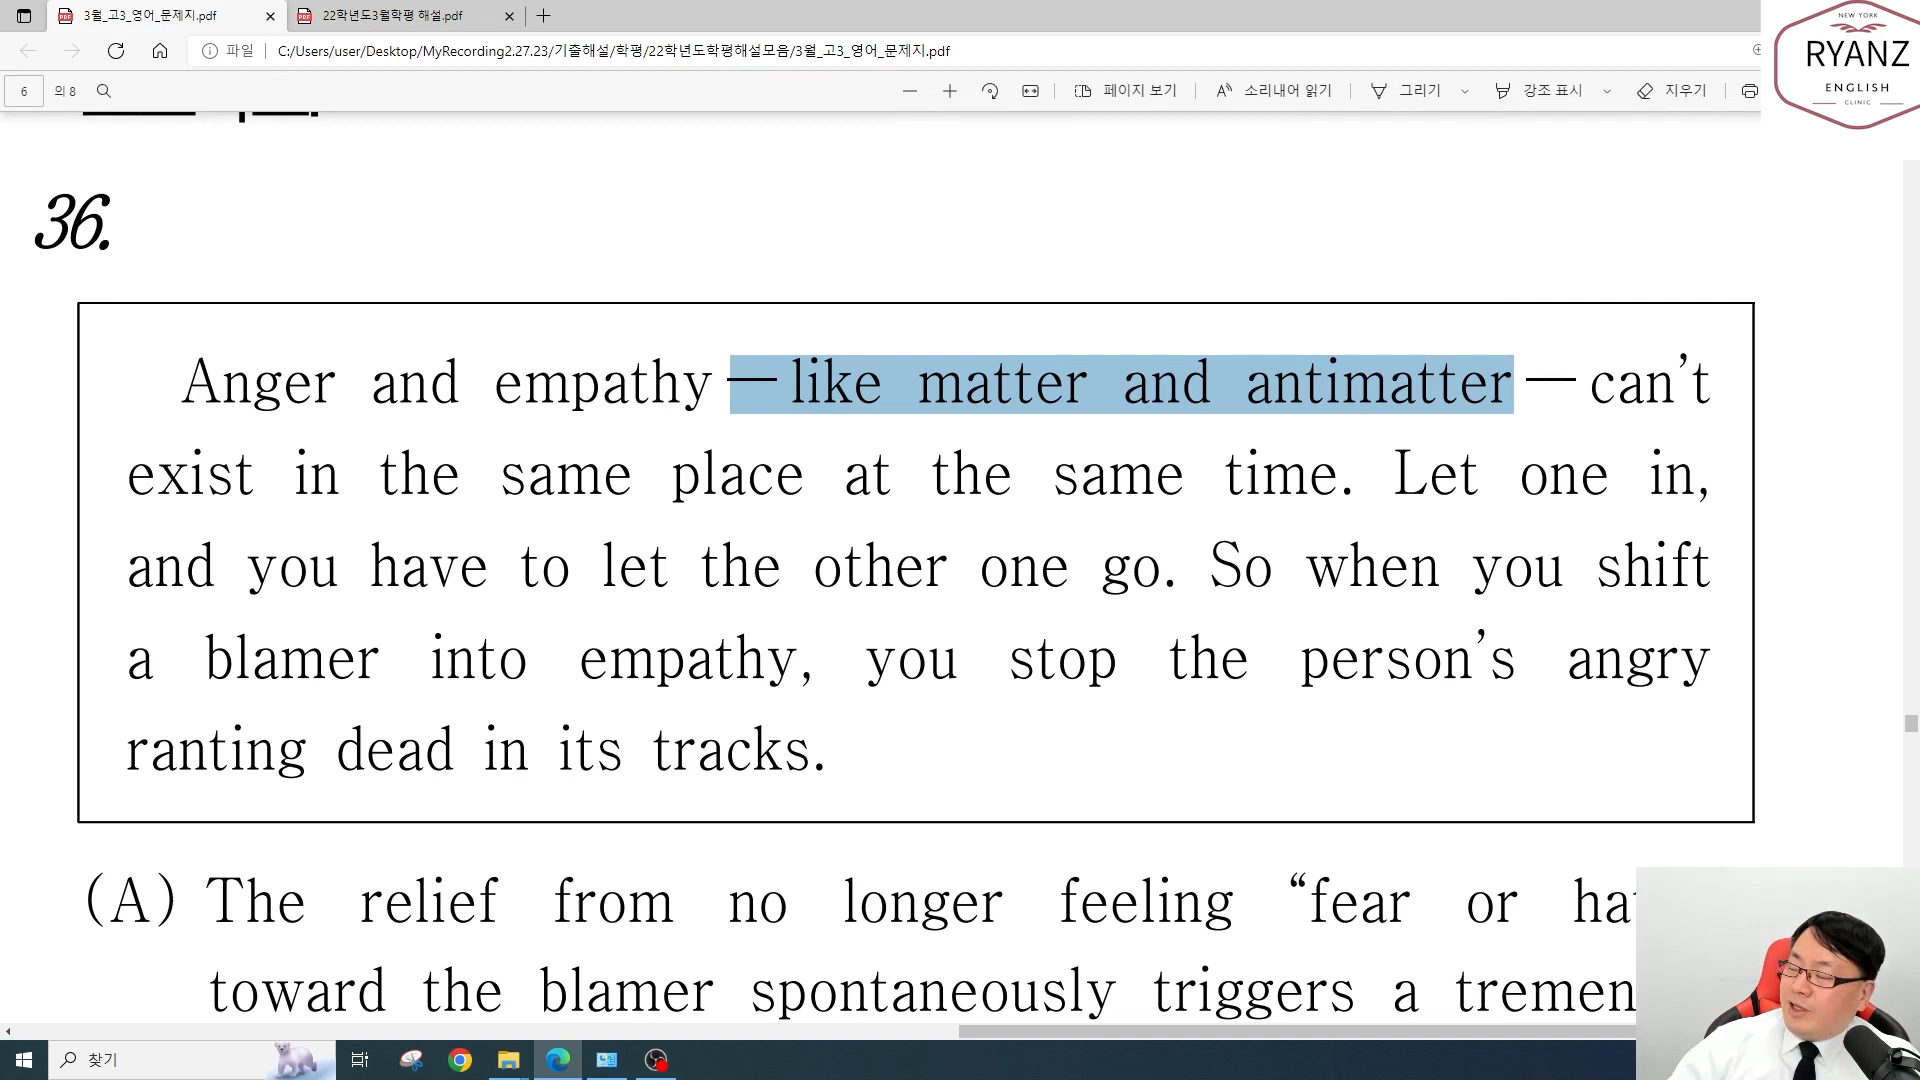 3월_고3_영어_문제지.pdf
22학년도3월학평 해설.pdf
파일
C:/Users/user/Desktop/MyRecording2.27.23/기출해설/학평/22학년도학평해설모음/3월_고3_영어_문제지.pdf
6 의 8
페이지 보기
소리내어 읽기
그리기
강조 표시
지우기
NEW YORK
RYANZ
ENGLISH
CLINIC
36.
Anger and empathy — like matter and antimatter — can't
exist in the same place at the same time. Let one in,
and you have to let the other one go. So when you shift
a blamer into empathy, you stop the person's angry
ranting dead in its tracks.
(A) The relief from no longer feeling “fear or
toward the blamer spontaneously triggers a
찾기